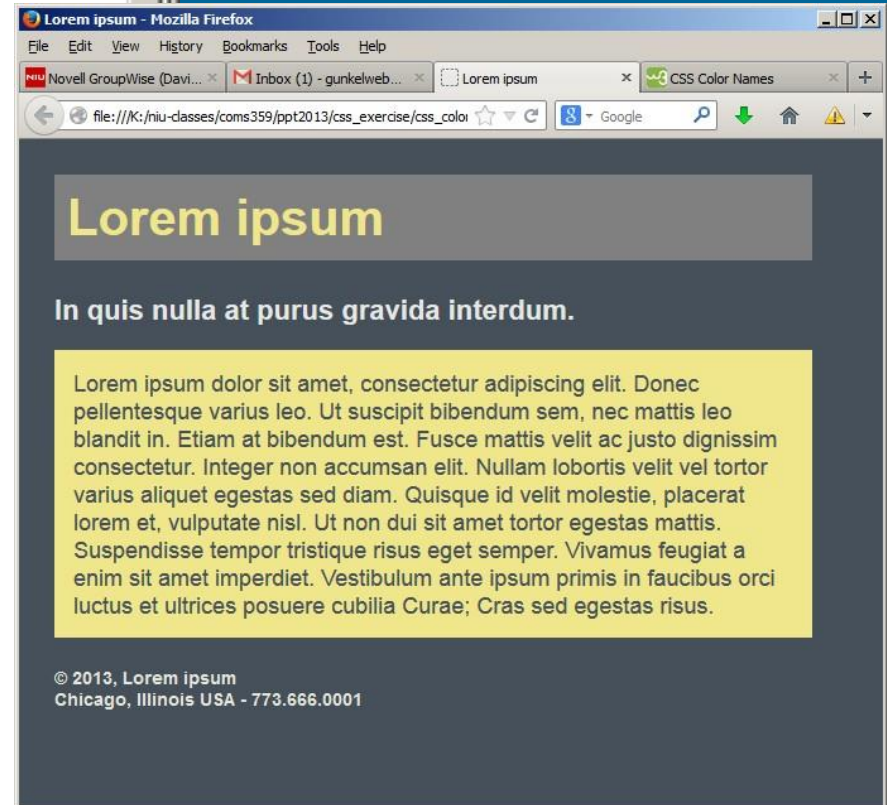 Lorem ipsum - Mozilla Firefox
File Edit View History Bookmarks Tools Help
NIU Novell GroupWise (Davi... Inbox (1) - gunkelweb... Lorem ipsum CSS Color Names
file:///K:/niu-classes/coms359/ppt2013/css_exercise/css_color Google
Lorem ipsum
In quis nulla at purus gravida interdum.
Lorem ipsum dolor sit amet, consectetur adipiscing elit. Donec
pellentesque varius leo. Ut suscipit bibendum sem, nec mattis leo
blandit in. Etiam at bibendum est. Fusce mattis velit ac justo dignissim
consectetur. Integer non accumsan elit. Nullam lobortis velit vel tortor
varius aliquet egestas sed diam. Quisque id velit molestie, placerat
lorem et, vulputate nisl. Ut non dui sit amet tortor egestas mattis.
Suspendisse tempor tristique risus eget semper. Vivamus feugiat a
enim sit amet imperdiet. Vestibulum ante ipsum primis in faucibus orci
luctus et ultrices posuere cubilia Curae; Cras sed egestas risus.
© 2013, Lorem ipsum
Chicago, Illinois USA - 773.666.0001